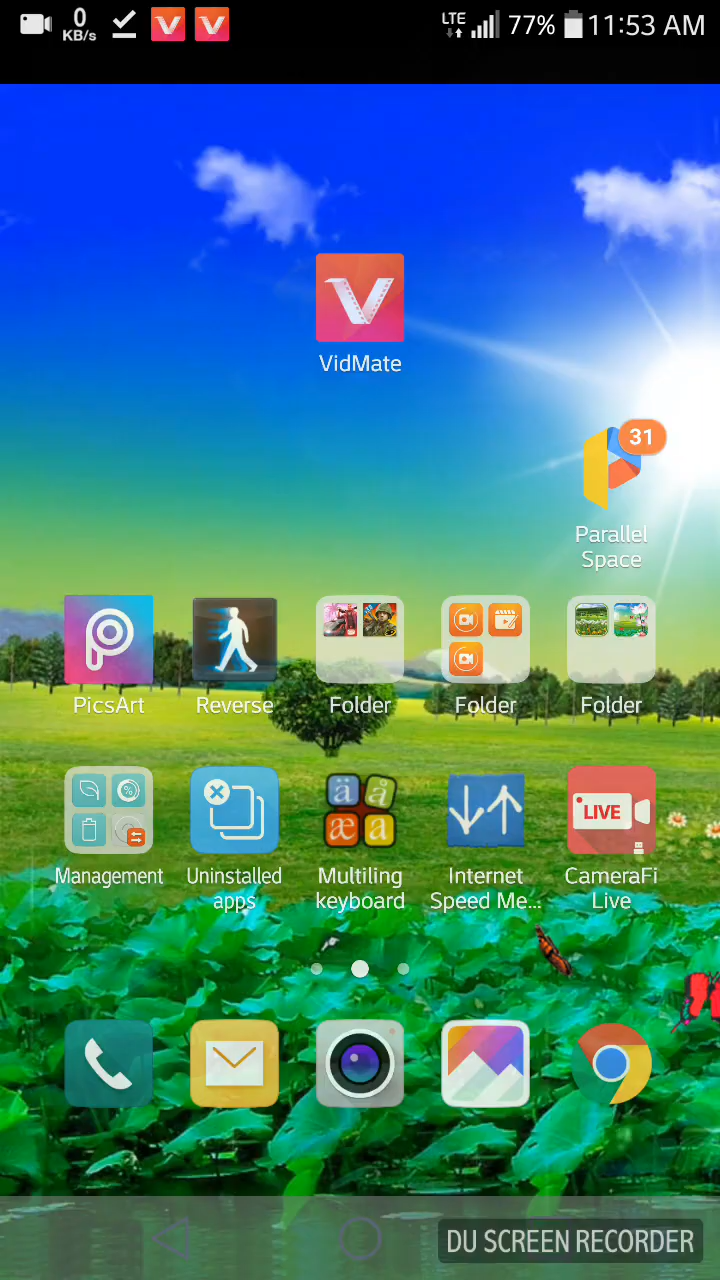 0
KB/s
LTE
77%
11:53 AM
VidMate
31
Parallel
Space
PicsArt
Reverse
Folder
Folder
Folder
Management
Uninstalled
apps
ä
å
æ
a
Multiling
keyboard
Internet
Speed Me...
LIVE
CameraFi
Live
DU SCREEN RECORDER